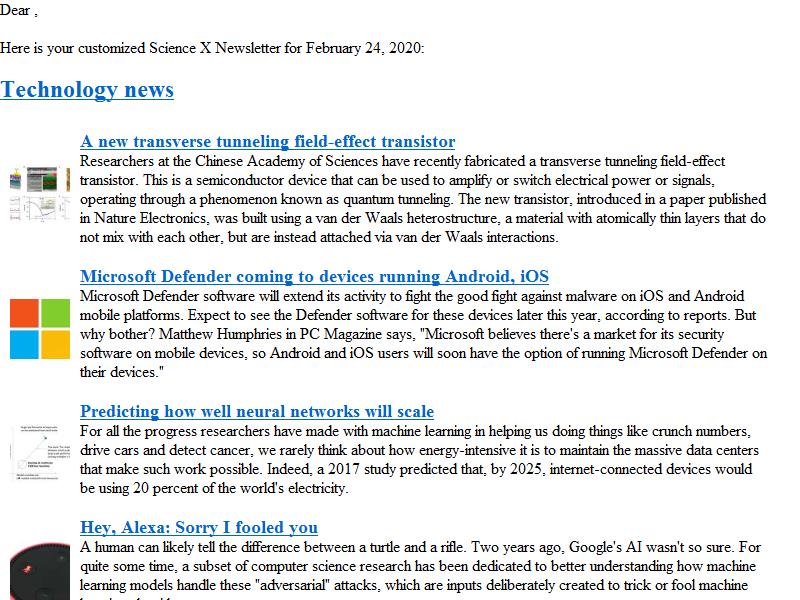 Dear ,
Here is your customized Science X Newsletter for February 24, 2020:
Technology news
A new transverse tunneling field-effect transistor
Researchers at the Chinese Academy of Sciences have recently fabricated a transverse tunneling field-effect
transistor. This is a semiconductor device that can be used to amplify or switch electrical power or signals,
operating through a phenomenon known as quantum tunneling. The new transistor, introduced in a paper published
in Nature Electronics, was built using a van der Waals heterostructure, a material with atomically thin layers that do
not mix with each other, but are instead attached via van der Waals interactions.
Microsoft Defender coming to devices running Android, iOS
Microsoft Defender software will extend its activity to fight the good fight against malware on iOS and Android
mobile platforms. Expect to see the Defender software for these devices later this year, according to reports. But
why bother? Matthew Humphries in PC Magazine says, "Microsoft believes there's a market for its security
software on mobile devices, so Android and iOS users will soon have the option of running Microsoft Defender on
their devices."
Predicting how well neural networks will scale
For all the progress researchers have made with machine learning in helping us doing things like crunch numbers,
drive cars and detect cancer, we rarely think about how energy-intensive it is to maintain the massive data centers
that make such work possible. Indeed, a 2017 study predicted that, by 2025, internet-connected devices would
be using 20 percent of the world's electricity.
Hey, Alexa: Sorry I fooled you
A human can likely tell the difference between a turtle and a rifle. Two years ago, Google's AI wasn't so sure. For
quite some time, a subset of computer science research has been dedicated to better understanding how machine
learning models handle these "adversarial" attacks, which are inputs deliberately created to trick or fool machine